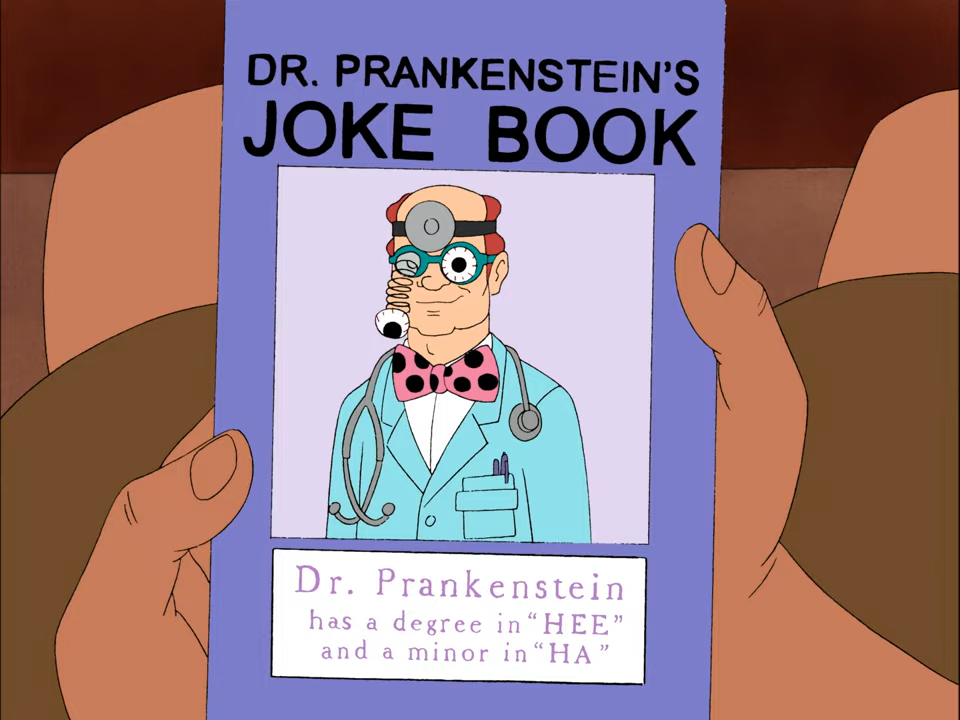 DR. PRANKENSTEIN'S
JOKE BOOK
Dr. Prankenstein
has a degree in "HEE"
and a minor in "HA"